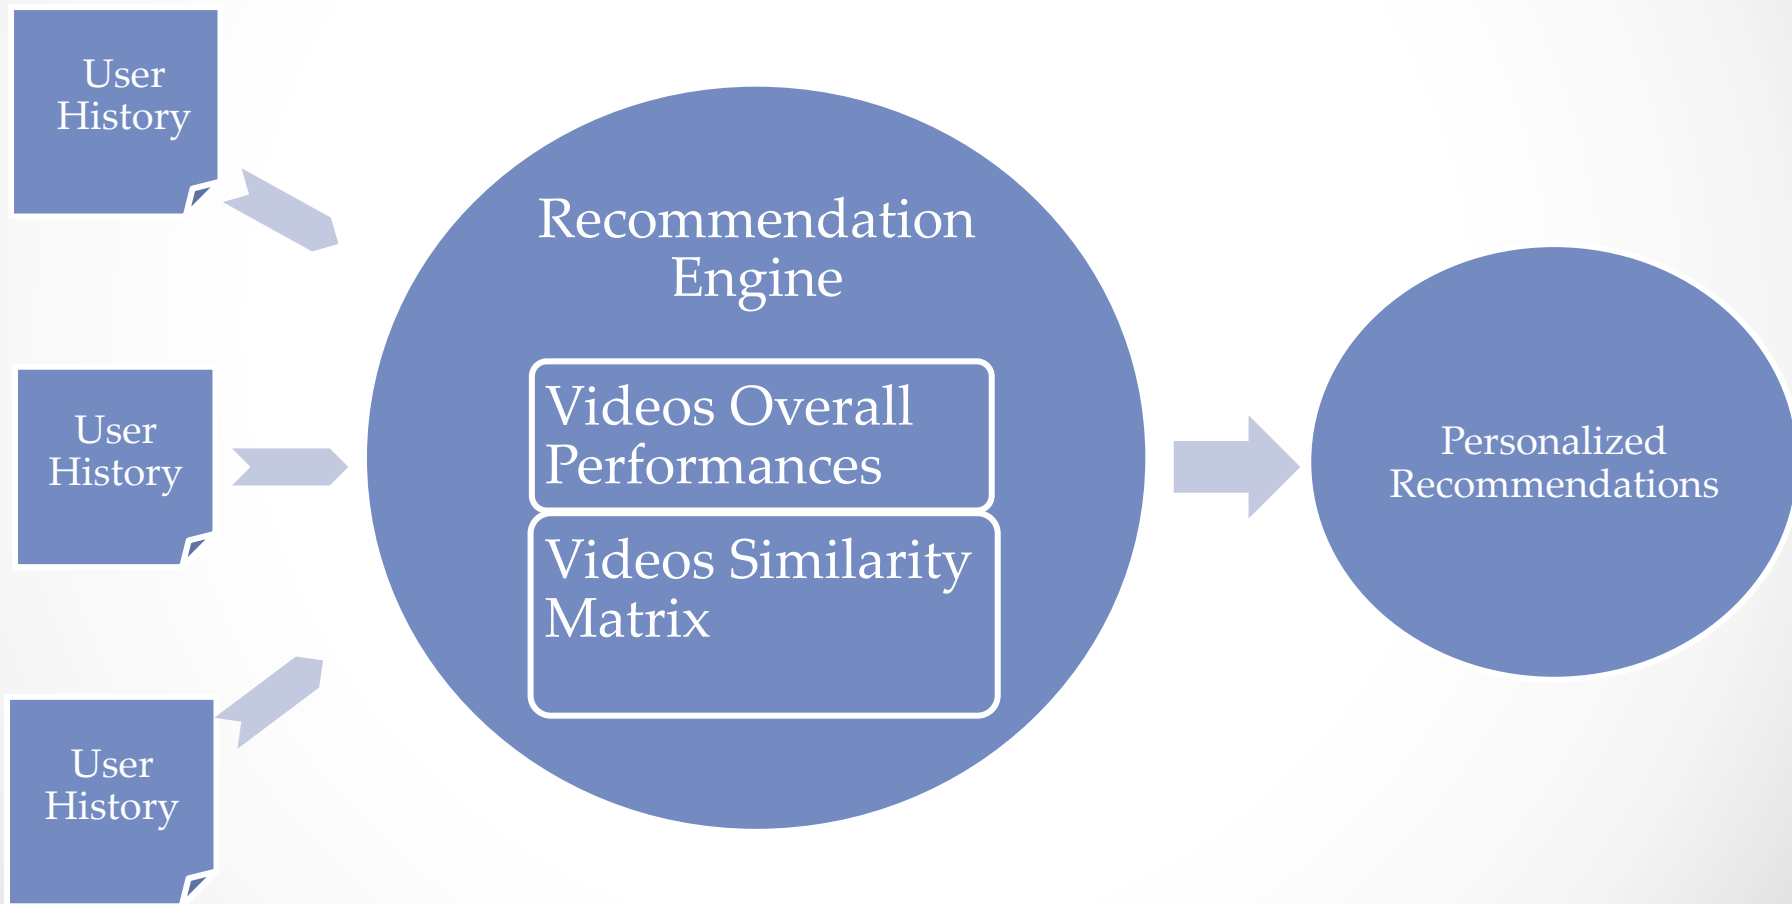 User
History
User
History
User
History
Recommendation
Engine
Videos Overall
Performances
Videos Similarity
Matrix
Personalized
Recommendations